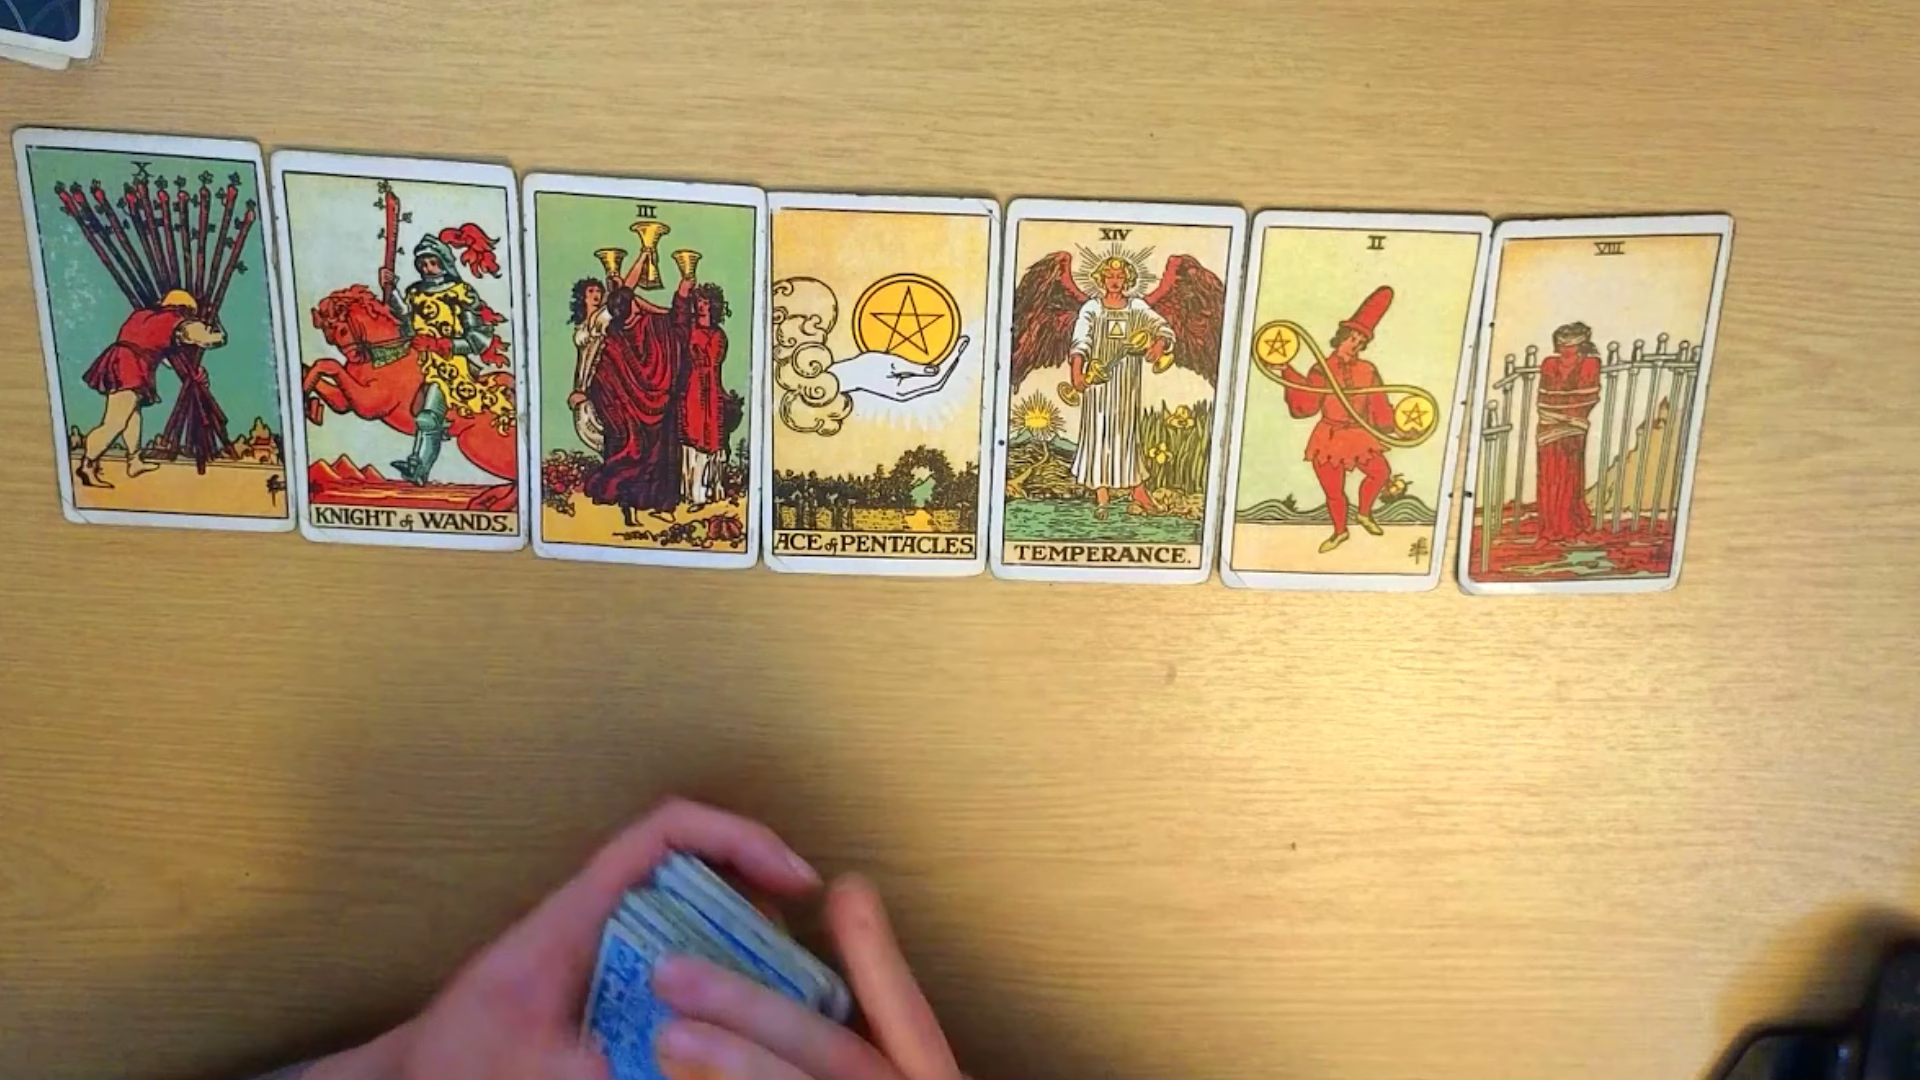 X
KNIGHT of WANDS.
III
ACE of PENTACLES.
XIV
TEMPERANCE.
II
VIII